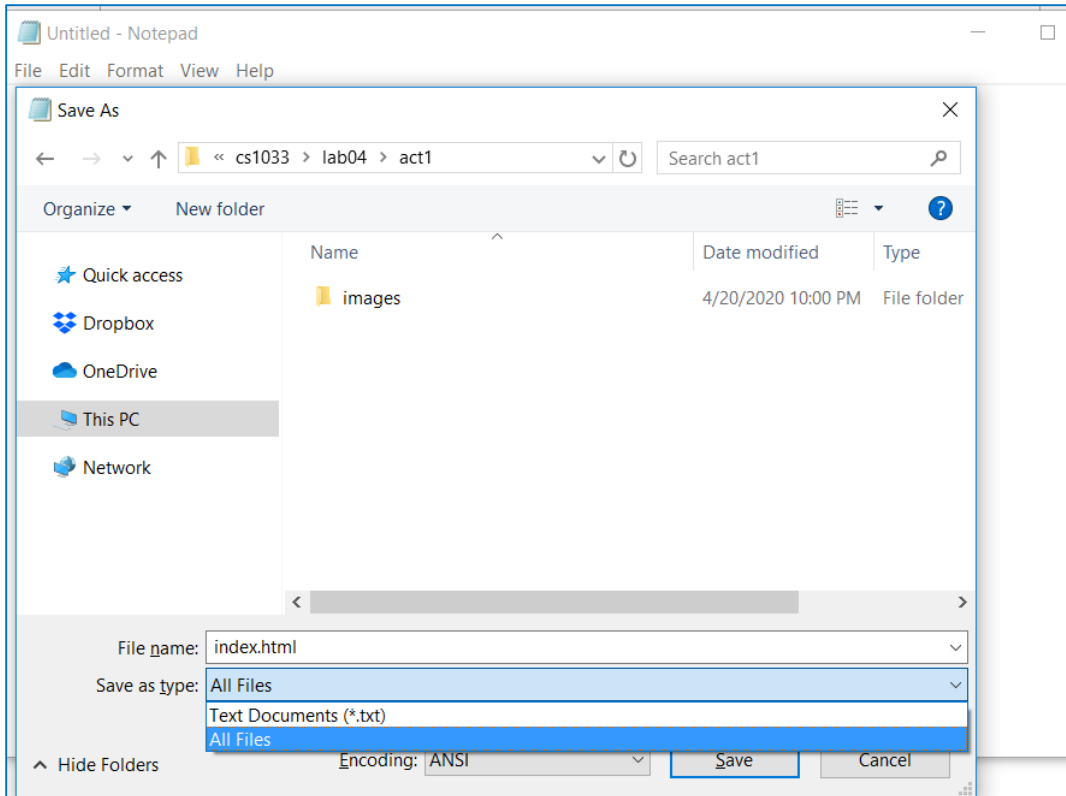 Untitled - Notepad
File Edit Format View Help
Save As
« cs1033 > lab04 > act1
Search act1
Organize New folder
?
Name Date modified Type
Quick access
images 4/20/2020 10:00 PM File folder
Dropbox
OneDrive
This PC
Network
File name: index.html
Save as type: All Files
Text Documents (*.txt)
All Files
Hide Folders Encoding: ANSI Save Cancel